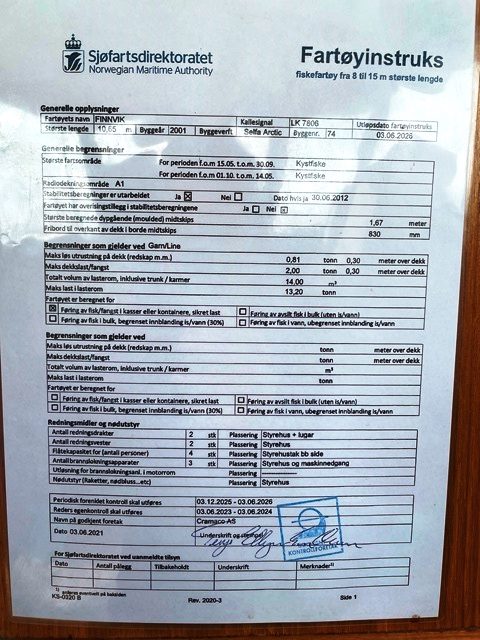 Sjøfartsdirektoratet
Norwegian Maritime Authority
Fartøyinstruks
fiskefartøy fra 8 til 15 m største lengde
Generelle opplysninger
Fartøyets navn FINNVIK Kallesignal LK 7806 Utløpsdato fartøyinstruks
Største lengde 10,65 m Byggeår 2001 Byggeverft Selfa Arctic Byggenr. 74 03.06.2026
Generelle begrensninger
Største fartsområde For perioden f.o.m 15.05. t.o.m. 30.09. Kystfiske
For perioden f.o.m 01.10. t.o.m. 14.05. Kystfiske
Radiodekningsområde A1
Stabilitetsberegninger er utarbeidet Ja Nei Dato hvis ja 30.06.2012
Fartøyet har overisingstillegg i stabilitetsberegningene Ja Nei
Største beregnede dypgående (moulded) midtskips 1,67 meter
Fribord til overkant av dekk i borde midtskips 830 mm
Begrensninger som gjelder ved Garn/Line
Maks løs utrustning på dekk (redskap m.m.) 0,81 tonn 0,30 meter over dekk
Maks dekkslast/fangst 2,00 tonn 0,30 meter over dekk
Totalt volum av lasterom, inklusive trunk / karmer 14,00 m³
Maks last i lasterom 13,20 tonn
Fartøyet er beregnet for
Føring av fisk/fangst i kasser eller kontainere, sikret last Føring av avsilt fisk i bulk (uten is/vann)
Føring av fisk i bulk, begrenset innblanding is/vann (30%) Føring av fisk i vann, ubegrenset innblanding is/vann
Begrensninger som gjelder ved
Maks løs utrustning på dekk (redskap m.m.) tonn meter over dekk
Maks dekkslast/fangst tonn meter over dekk
Totalt volum av lasterom, inklusive trunk / karmer m³
Maks last i lasterom tonn
Fartøyet er beregnet for
Føring av fisk/fangst i kasser eller kontainere, sikret last Føring av avsilt fisk i bulk (uten is/vann)
Føring av fisk i bulk, begrenset innblanding is/vann (30%) Føring av fisk i vann, ubegrenset innblanding is/vann
Redningsmidler og nødutstyr
Antall redningsdrakter 2 stk Plassering Styrehus + lugar
Antall redningsvester 2 stk Plassering Styrehus
Flåtekapasitet for (antall personer) 4 stk Plassering Styrehustak bb side
Antall brannslokningsapparater 3 stk Plassering Styrehus og maskinnedgang
Utløsning for brannslokningsanl. i motorrom Plassering ---------------
Nødutstyr (Raketter, nødbluss...etc) Plassering Styrehus
Periodisk forenklet kontroll skal utføres 03.12.2025 - 03.06.2026
Reders egenkontroll skal utføres 03.06.2023 - 03.06.2024
Navn på godkjent foretak Cramaco AS
Dato 03.06.2021 Underskrift og stempel
KONTROLLFORETAK
For Sjøfartsdirektoratet ved uanmeldte tilsyn
Dato Antall pålegg Tilbakeholdt Underskrift Merknader¹⁾
¹⁾ anføres eventuelt på baksiden
KS-0320 B Rev. 2020-3 Side 1